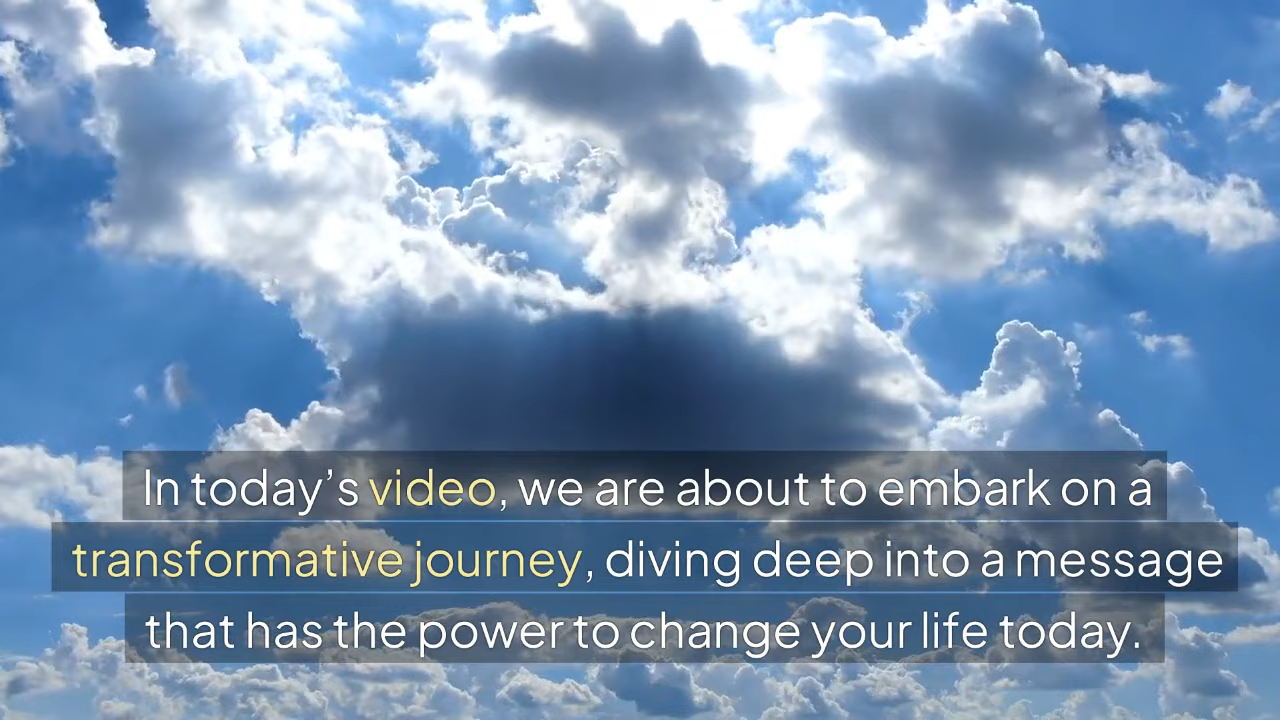 In today’s video, we are about to embark on a
transformative journey, diving deep into a message
that has the power to change your life today.